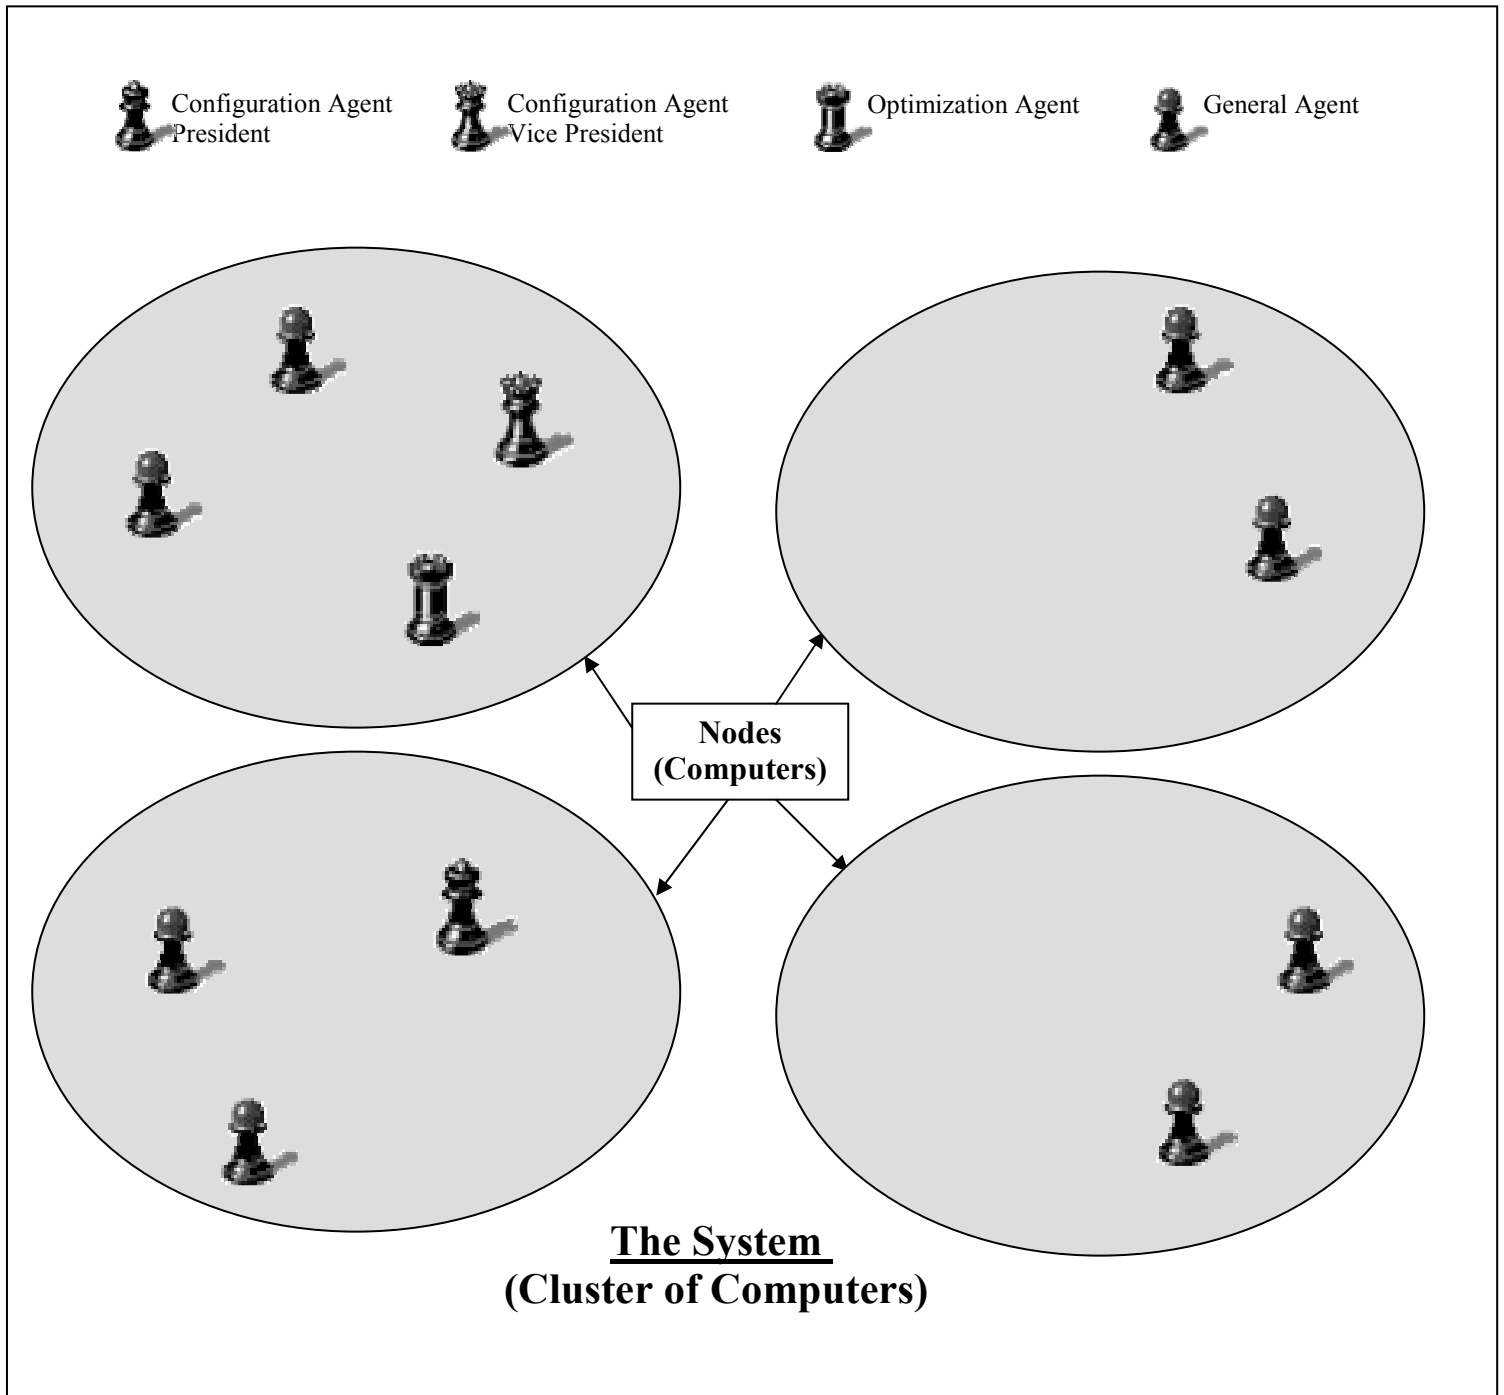 Configuration Agent
President
Configuration Agent
Vice President
Optimization Agent
General Agent
Nodes
(Computers)
The System
(Cluster of Computers)